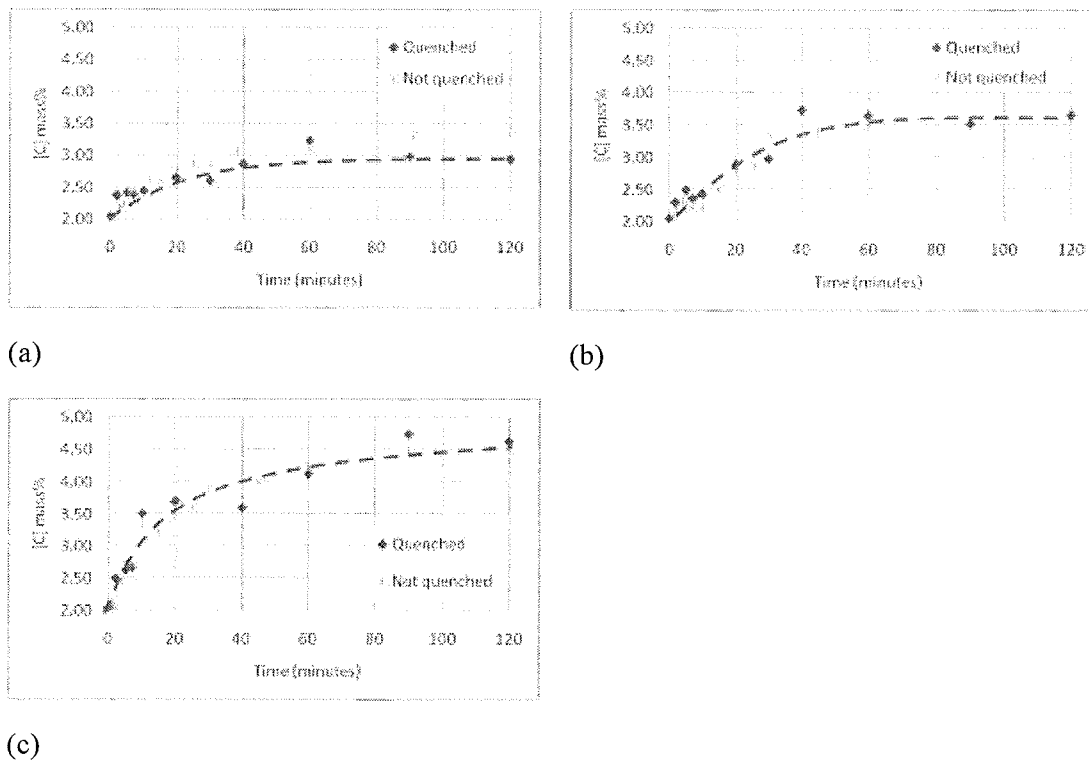 5.00
4.50
4.00
3.50
3.00
2.50
2.00
[C] mass%
Quenched
Not quenched
0 20 40 60 80 100 120
Time (minutes)
(a)
5.00
4.50
4.00
3.50
3.00
2.50
2.00
[C] mass%
Quenched
Not quenched
0 20 40 60 80 100 120
Time (minutes)
(b)
5.00
4.50
4.00
3.50
3.00
2.50
2.00
[C] mass%
Quenched
Not quenched
0 20 40 60 80 100 120
Time (minutes)
(c)